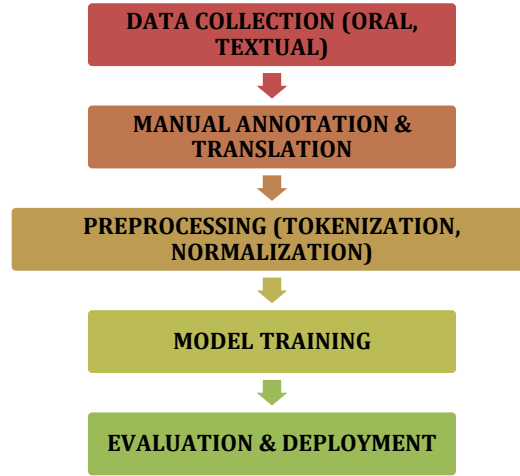 DATA COLLECTION (ORAL,
TEXTUAL)
MANUAL ANNOTATION &
TRANSLATION
PREPROCESSING (TOKENIZATION,
NORMALIZATION)
MODEL TRAINING
EVALUATION & DEPLOYMENT